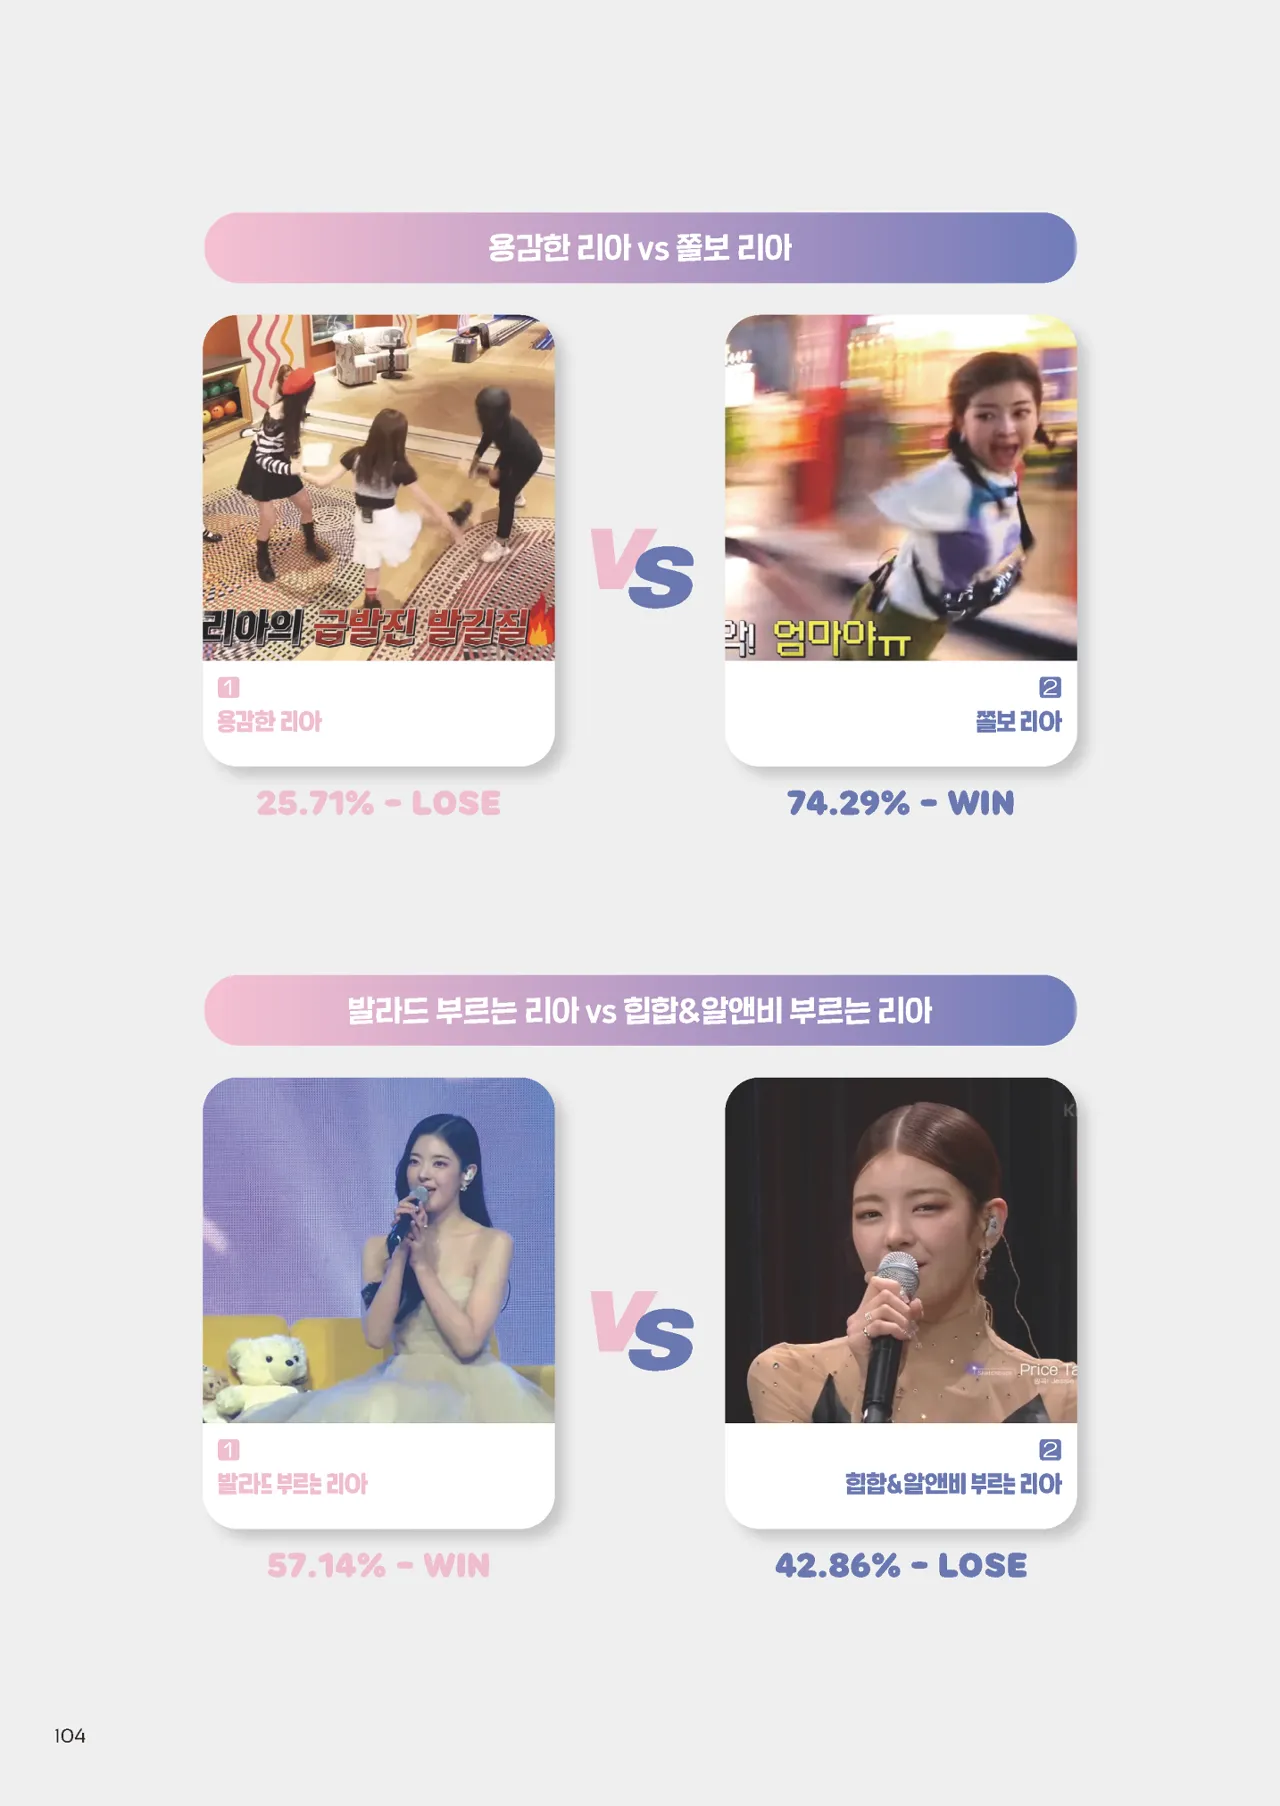 용감한 리아 vs 쫄보 리아
리아의 급발진 발길질
악! 엄마야ㅠ
VS
1
용감한 리아
2
쫄보 리아
25.71% - LOSE
74.29% - WIN
발라드 부르는 리아 vs 힙합&알앤비 부르는 리아
VS
Price Ta
1
발라드 부르는 리아
2
힙합&알앤비 부르는 리아
57.14% - WIN
42.86% - LOSE
104